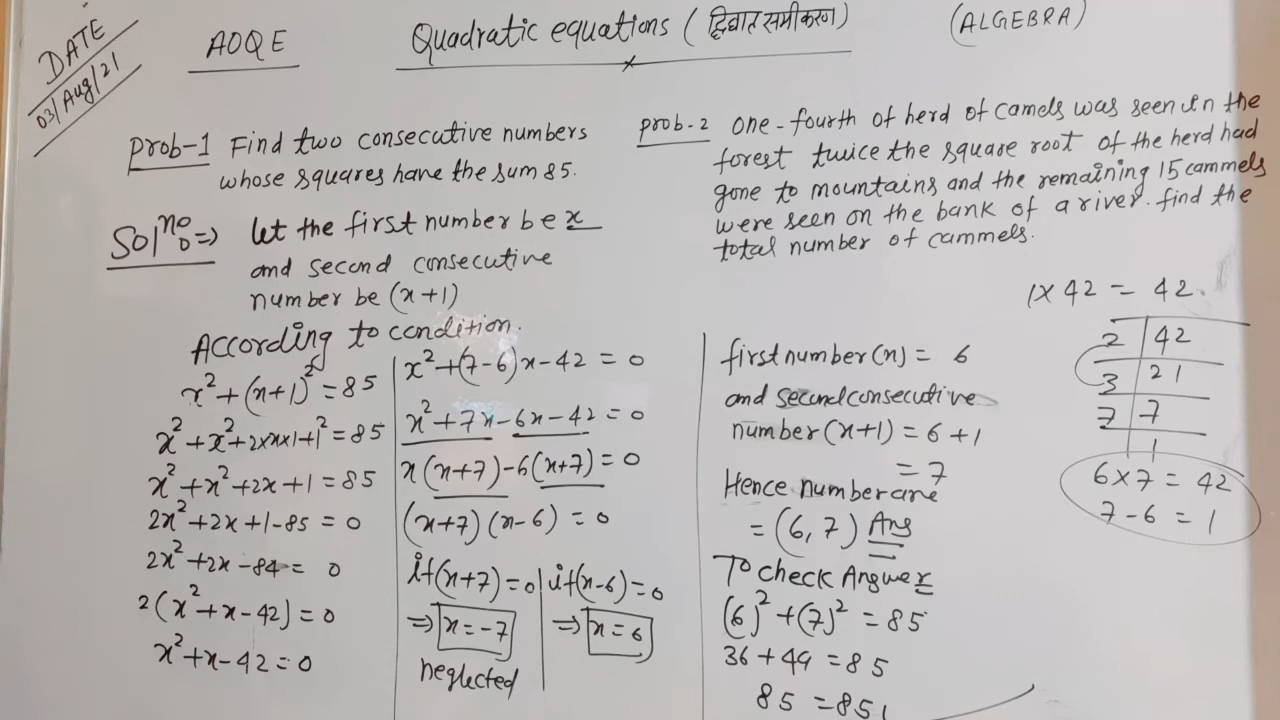 DATE
03/Aug/21
AOQE
Quadratic equations (द्विघात समीकरण)
(ALGEBRA)
Prob-1 Find two consecutive numbers
whose squares have the sum 85.
Solⁿ⁰ 0=> let the first number be x
and second consecutive
number be (x+1)
According to condition.
x² + (x+1)² = 85
x² + x² + 2×x×1 + 1² = 85
x² + x² + 2x + 1 = 85
2x² + 2x + 1 - 85 = 0
2x² + 2x - 84 = 0
2(x² + x - 42) = 0
x² + x - 42 = 0
x² + (7-6)x - 42 = 0
x² + 7x - 6x - 42 = 0
x(x+7) - 6(x+7) = 0
(x+7) (x-6) = 0
if (x+7) = 0 | if (x-6) = 0
=> x = -7 | => x = 6
neglected
prob-2 one-fourth of herd of camels was seen in the
forest twice the square root of the herd had
gone to mountains and the remaining 15 cammels
were seen on the bank of a river. find the
total number of cammels.
first number (x) = 6
and second consecutive
number (x+1) = 6 + 1
= 7
Hence number are
= (6, 7) Ans
To check Answer
(6)² + (7)² = 85
36 + 49 = 85
85 = 85
1 × 42 = 42.
2 | 42
3 | 21
7 | 7
1
6 × 7 = 42
7 - 6 = 1